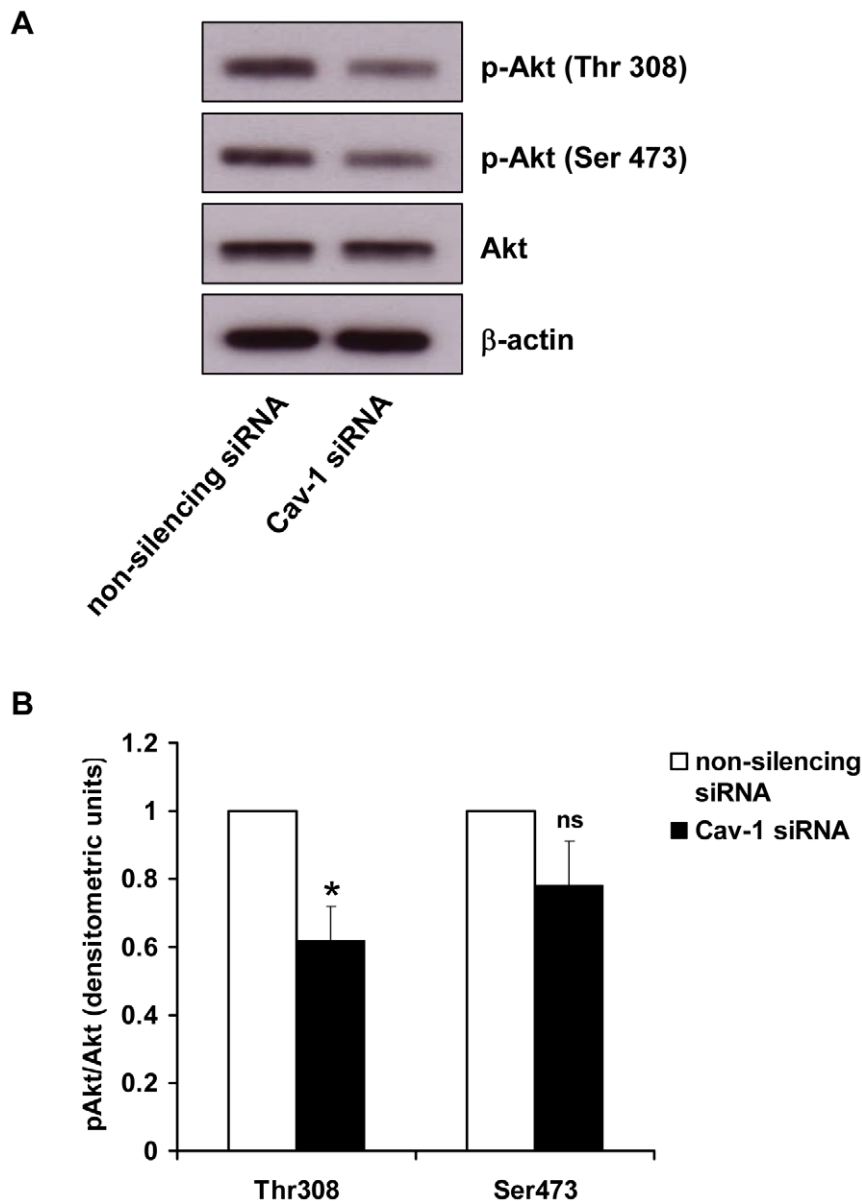 A
p-Akt (Thr 308)
p-Akt (Ser 473)
Akt
β-actin
non-silencing siRNA
Cav-1 siRNA
B
pAkt/Akt (densitometric units)
1.2
1
0.8
0.6
0.4
0.2
0
*
ns
Thr308
Ser473
non-silencing
siRNA
Cav-1 siRNA